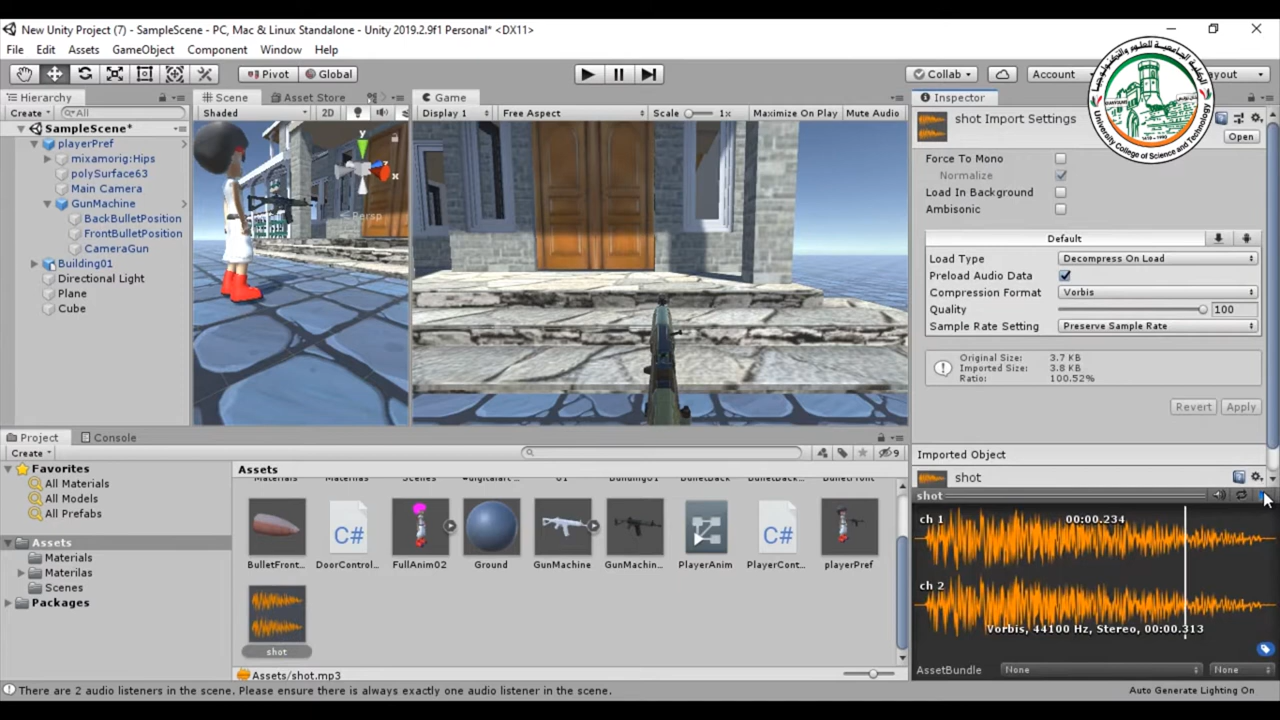 New Unity Project (7) - SampleScene - PC, Mac & Linux Standalone - Unity 2019.2.9f1 Personal* <DX11>
File Edit Assets GameObject Component Window Help
Pivot Global Collab Account Layout
Hierarchy
Create All
SampleScene*
playerPref
mixamorig:Hips
polySurface63
Main Camera
GunMachine
BackBulletPosition
FrontBulletPosition
CameraGun
Building01
Directional Light
Plane
Cube
Scene Asset Store
Shaded 2D
y
x
Persp
Game
Display 1 Free Aspect Scale 1x Maximize On Play Mute Audio
Inspector
shot Import Settings
Open
Force To Mono
Normalize
Load In Background
Ambisonic
Default
Load Type Decompress On Load
Preload Audio Data
Compression Format Vorbis
Quality 100
Sample Rate Setting Preserve Sample Rate
Original Size: 3.7 KB
Imported Size: 3.8 KB
Ratio: 100.52%
Revert Apply
Imported Object
shot
shot
ch 1 00:00.234
ch 2
Vorbis, 44100 Hz, Stereo, 00:00.313
AssetBundle None None
Project Console
Create 9
Favorites
All Materials
All Models
All Prefabs
Assets
Materials
Materilas
Scenes
Packages
Assets
BulletFront... DoorControl... FullAnim02 Ground GunMachine GunMachin... PlayerAnim PlayerCont... playerPref
shot
Assets/shot.mp3
There are 2 audio listeners in the scene. Please ensure there is always exactly one audio listener in the scene.
Auto Generate Lighting On
الكلية الجامعية للعلوم والتكنولوجيا
University College of Science and Technology